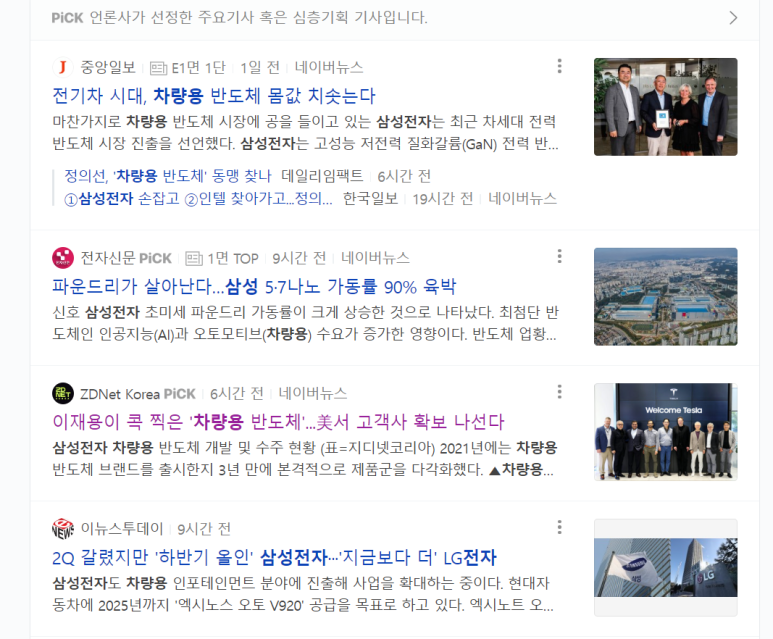 PiCK 언론사가 선정한 주요기사 혹은 심층기획 기사입니다.
중앙일보 E1면 1단 1일 전 네이버뉴스
전기차 시대, 차량용 반도체 몸값 치솟는다
마찬가지로 차량용 반도체 시장에 공을 들이고 있는 삼성전자는 최근 차세대 전력
반도체 시장 진출을 선언했다. 삼성전자는 고성능 저전력 질화갈륨(GaN) 전력 반...
정의선, '차량용 반도체' 동맹 찾나 데일리임팩트 6시간 전
①삼성전자 손잡고 ②인텔 찾아가고...정의... 한국일보 19시간 전 네이버뉴스
전자신문 PiCK 1면 TOP 9시간 전 네이버뉴스
파운드리가 살아난다...삼성 5·7나노 가동률 90% 육박
신호 삼성전자 초미세 파운드리 가동률이 크게 상승한 것으로 나타났다. 최첨단 반
도체인 인공지능(AI)과 오토모티브(차량용) 수요가 증가한 영향이다. 반도체 업황...
ZDNet Korea PiCK 6시간 전 네이버뉴스
이재용이 콕 찍은 '차량용 반도체'...美서 고객사 확보 나선다
Welcome Tesla
삼성전자 차량용 반도체 개발 및 수주 현황 (표=지디넷코리아) 2021년에는 차량용
반도체 브랜드를 출시한지 3년 만에 본격적으로 제품군을 다각화했다. ▲차량용...
이뉴스투데이 9시간 전
2Q 갈렸지만 '하반기 올인' 삼성전자…'지금보다 더' LG전자
삼성전자도 차량용 인포테인먼트 분야에 진출해 사업을 확대하는 중이다. 현대자
동차에 2025년까지 '엑시노스 오토 V920' 공급을 목표로 하고 있다. 엑시노트 오...
SAMSUNG
삼성
LG